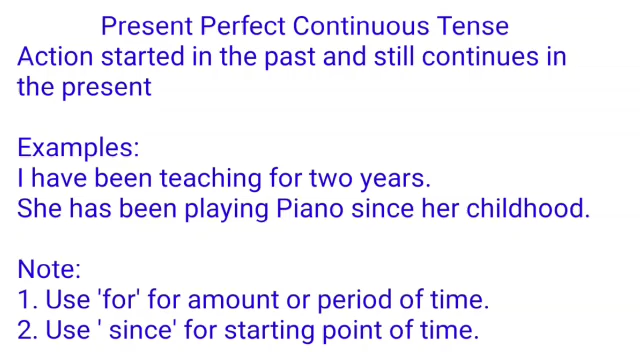 Present Perfect Continuous Tense
Action started in the past and still continues in
the present
Examples:
I have been teaching for two years.
She has been playing Piano since her childhood.
Note:
1. Use 'for' for amount or period of time.
2. Use ' since' for starting point of time.